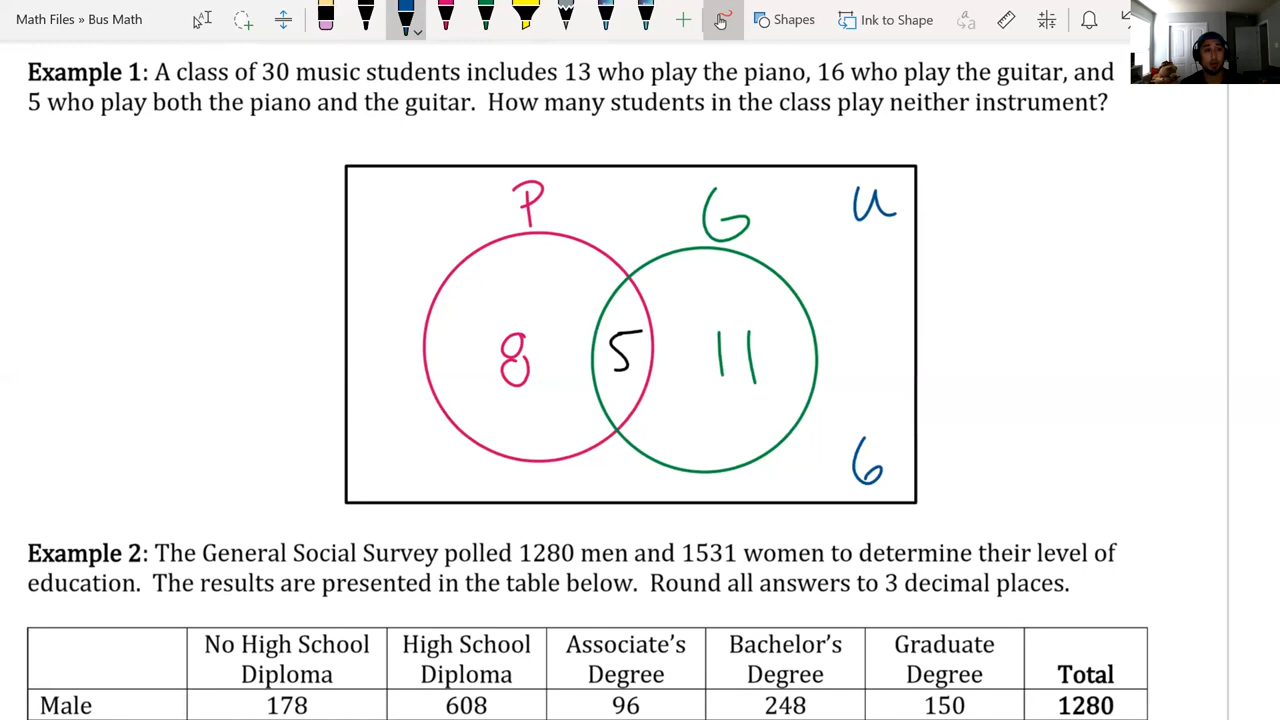 Math Files » Bus Math
Shapes
Ink to Shape
Example 1: A class of 30 music students includes 13 who play the piano, 16 who play the guitar, and
5 who play both the piano and the guitar. How many students in the class play neither instrument?
P
G
U
8
5
11
6
Example 2: The General Social Survey polled 1280 men and 1531 women to determine their level of
education. The results are presented in the table below. Round all answers to 3 decimal places.
No High School Diploma High School Diploma Associate's Degree Bachelor's Degree Graduate Degree Total
Male 178 608 96 248 150 1280